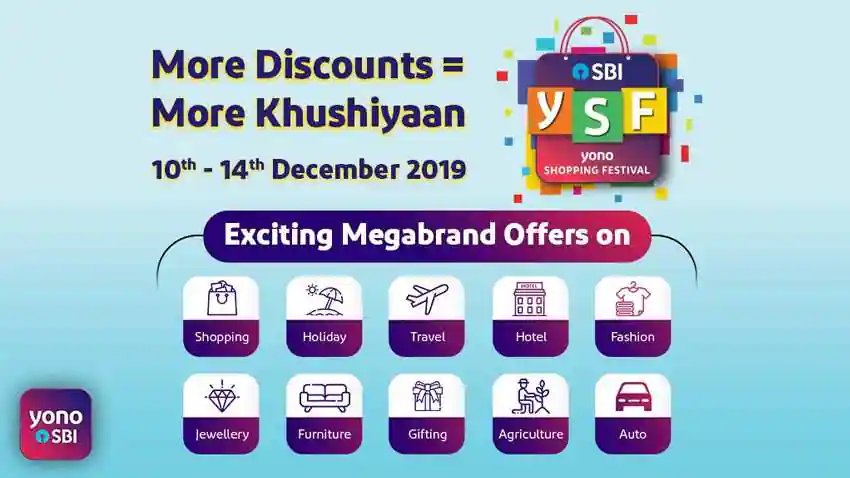 More Discounts =
More Khushiyaan
10th - 14th December 2019
SBI
YSF
yono
SHOPPING FESTIVAL
Exciting Megabrand Offers on
Shopping
Holiday
Travel
HOTEL
Hotel
Fashion
Jewellery
Furniture
Gifting
Agriculture
Auto
yono
SBI